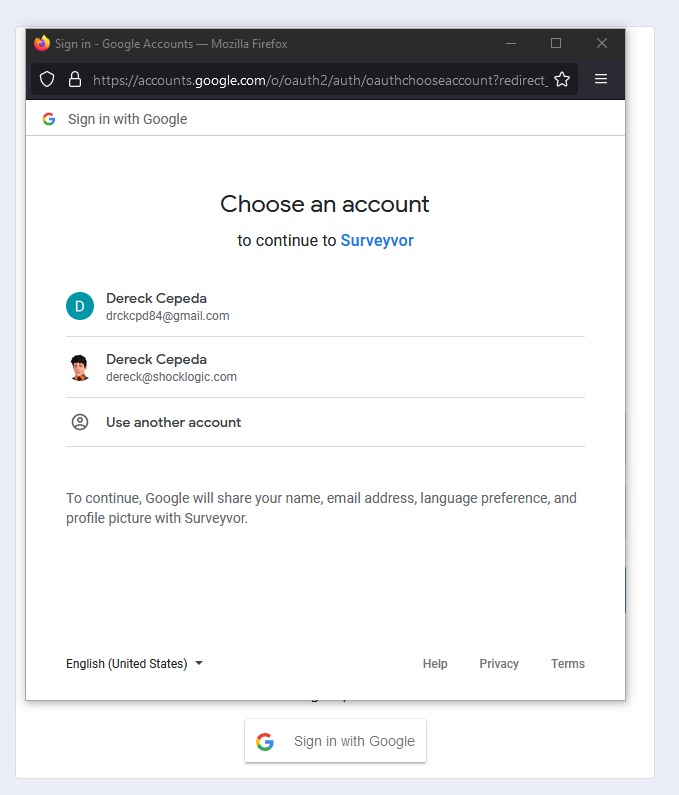 Sign in - Google Accounts — Mozilla Firefox
https://accounts.google.com/o/oauth2/auth/oauthchooseaccount?redirect_
Sign in with Google
Choose an account
to continue to Surveyvor
D
Dereck Cepeda
drckcpd84@gmail.com
Dereck Cepeda
dereck@shocklogic.com
Use another account
To continue, Google will share your name, email address, language preference, and
profile picture with Surveyvor.
English (United States)
Help Privacy Terms
Sign in with Google